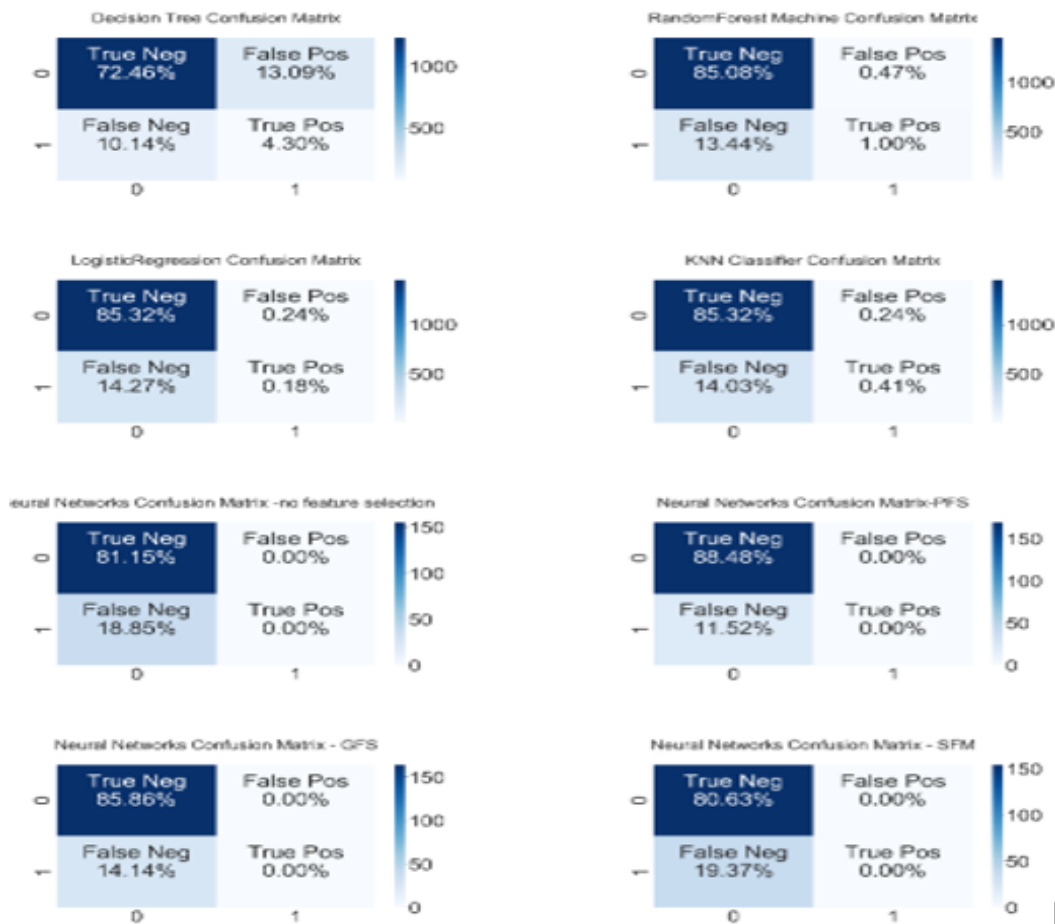 Decision Tree Confusion Matrix
True Neg False Pos
0 72.46% 13.09%
1000
False Neg True Pos
1 10.14% 4.30%
500
0 1
RandomForest Machine Confusion Matrix
True Neg False Pos
0 85.08% 0.47%
1000
False Neg True Pos
1 13.44% 1.00%
500
0 1
LogisticRegression Confusion Matrix
True Neg False Pos
0 85.32% 0.24%
1000
False Neg True Pos
1 14.27% 0.18%
500
0 1
KNN Classifier Confusion Matrix
True Neg False Pos
0 85.32% 0.24%
1000
False Neg True Pos
1 14.03% 0.41%
500
0 1
eural Networks Confusion Matrix -no feature selection
150
True Neg False Pos
0 81.15% 0.00%
100
False Neg True Pos
50
1 18.85% 0.00%
0
0 1
Neural Networks Confusion Matrix-PFS
150
True Neg False Pos
0 88.48% 0.00%
100
False Neg True Pos
50
1 11.52% 0.00%
0
0 1
Neural Networks Confusion Matrix - GFS
150
True Neg False Pos
0 85.86% 0.00%
100
False Neg True Pos
50
1 14.14% 0.00%
0
0 1
Neural Networks Confusion Matrix - SFM
150
True Neg False Pos
0 80.63% 0.00%
100
False Neg True Pos
50
1 19.37% 0.00%
0
0 1